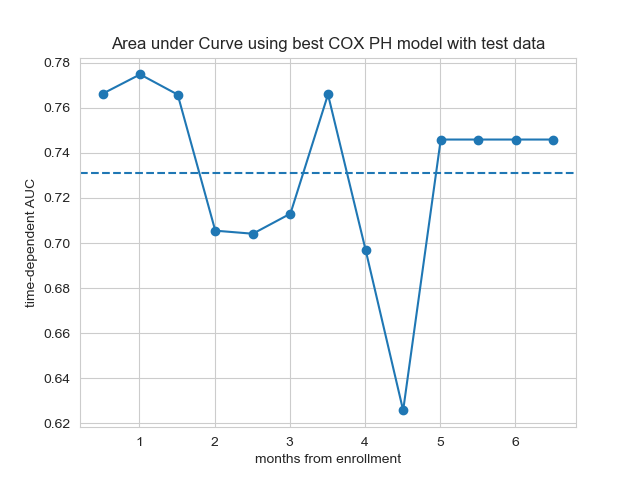 Area under Curve using best COX PH model with test data
time-dependent AUC
0.78
0.76
0.74
0.72
0.70
0.68
0.66
0.64
0.62
1 2 3 4 5 6
months from enrollment